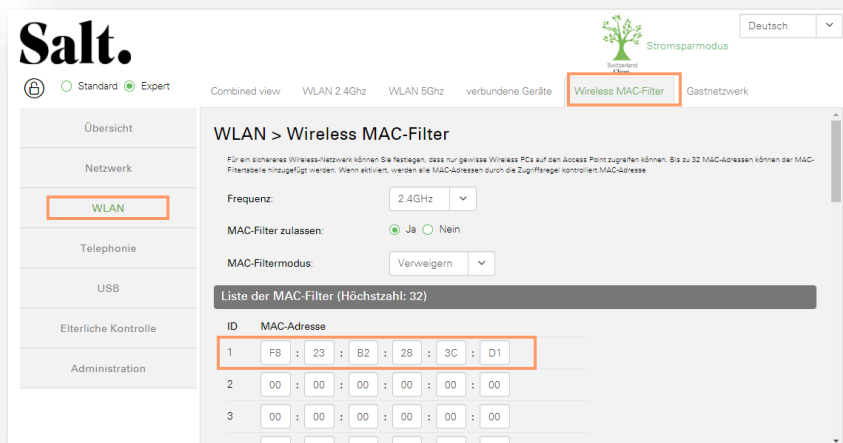 Salt.
Switzerland
Clean
Stromsparmodus
Deutsch
Standard Expert
Combined view WLAN 2.4Ghz WLAN 5Ghz verbundene Geräte Wireless MAC-Filter Gastnetzwerk
Übersicht
Netzwerk
WLAN
Telephonie
USB
Elterliche Kontrolle
Administration
WLAN > Wireless MAC-Filter
Für ein sichereres Wireless-Netzwerk können Sie festlegen, dass nur gewisse Wireless PCs auf den Access Point zugreifen können. Bis zu 32 MAC-Adressen können der MAC-
Filtertabelle hinzugefügt werden. Wenn aktiviert, werden alle MAC-Adressen durch die Zugriffsregel kontrolliert.MAC-Adresse
Frequenz: 2.4GHz
MAC-Filter zulassen: Ja Nein
MAC-Filtermodus: Verweigern
Liste der MAC-Filter (Höchstzahl: 32)
ID MAC-Adresse
1 F8 : 23 : B2 : 28 : 3C : D1
2 00 : 00 : 00 : 00 : 00 : 00
3 00 : 00 : 00 : 00 : 00 : 00